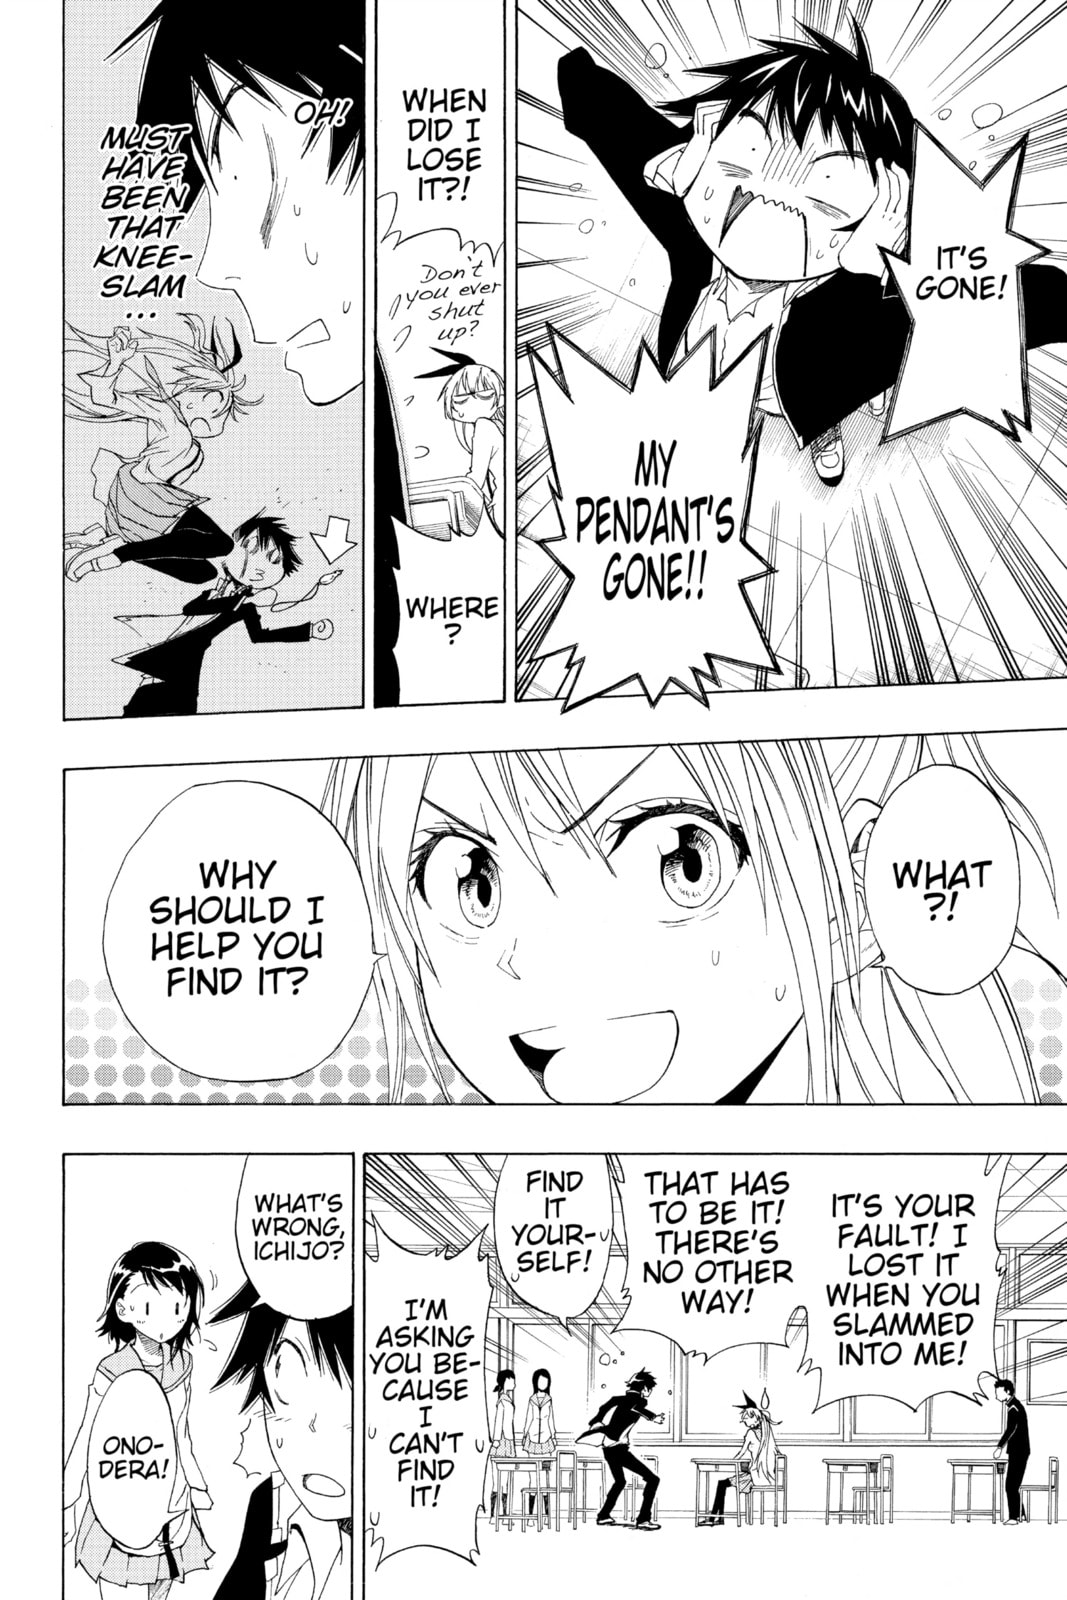 IT'S
GONE!
MY
PENDANT'S
GONE!!
WHEN
DID I
LOSE
IT?!
Don't
you ever
shut
up?
WHERE
?
OH!
MUST
HAVE
BEEN
THAT
KNEE-
SLAM
...
WHAT
?!
WHY
SHOULD I
HELP YOU
FIND IT?
IT'S YOUR
FAULT! I
LOST IT
WHEN YOU
SLAMMED
INTO ME!
THAT HAS
TO BE IT!
THERE'S
NO OTHER
WAY!
FIND
IT
YOUR-
SELF!
I'M
ASKING
YOU BE-
CAUSE
I
CAN'T
FIND
IT!
WHAT'S
WRONG,
ICHIJO?
ONO-
DERA!